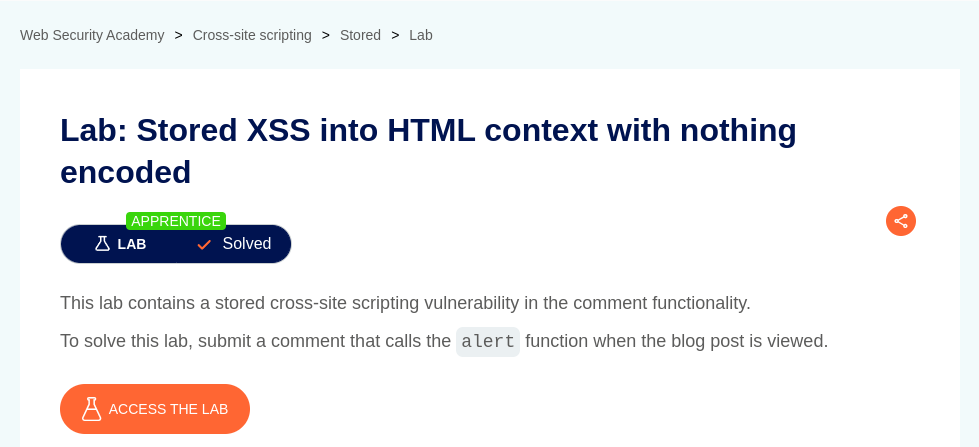 Web Security Academy > Cross-site scripting > Stored > Lab
Lab: Stored XSS into HTML context with nothing
encoded
APPRENTICE
LAB Solved
This lab contains a stored cross-site scripting vulnerability in the comment functionality.
To solve this lab, submit a comment that calls the alert function when the blog post is viewed.
ACCESS THE LAB